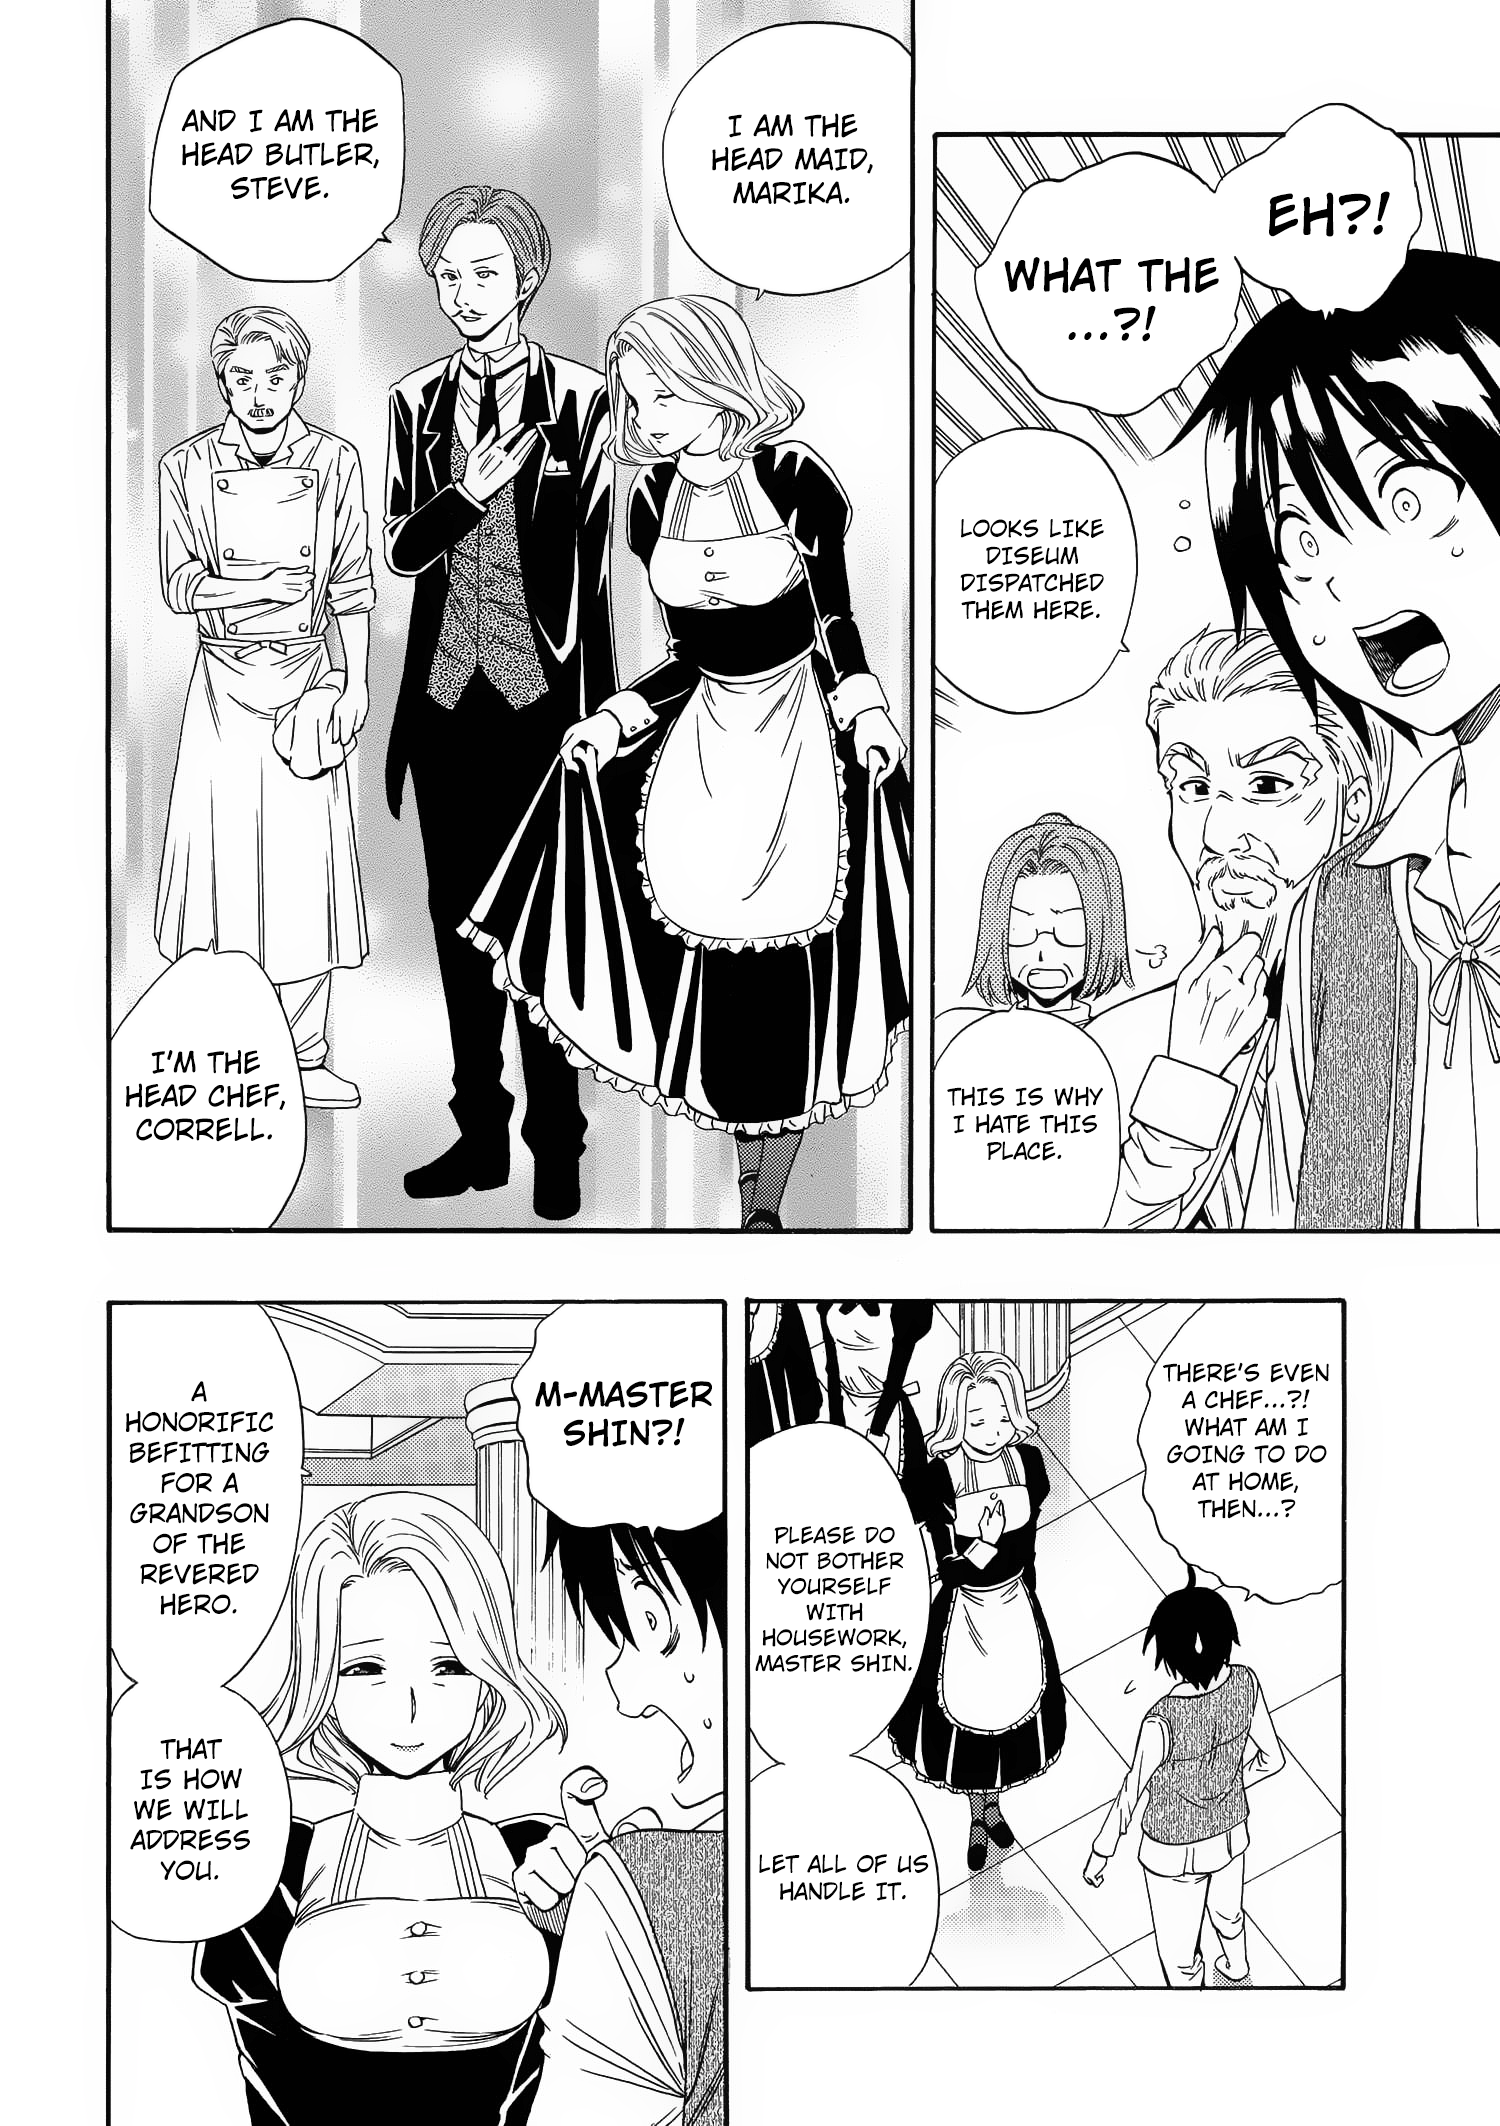 EH?!
WHAT THE
...?!
LOOKS LIKE
DISEUM
DISPATCHED
THEM HERE.
THIS IS WHY
I HATE THIS
PLACE.
I AM THE
HEAD MAID,
MARIKA.
AND I AM THE
HEAD BUTLER,
STEVE.
I'M THE
HEAD CHEF,
CORRELL.
THERE'S EVEN
A CHEF...?!
WHAT AM I
GOING TO DO
AT HOME,
THEN...?
PLEASE DO
NOT BOTHER
YOURSELF
WITH
HOUSEWORK,
MASTER SHIN.
LET ALL OF US
HANDLE IT.
M-MASTER
SHIN?!
A
HONORIFIC
BEFITTING
FOR A
GRANDSON
OF THE
REVERED
HERO.
THAT
IS HOW
WE WILL
ADDRESS
YOU.